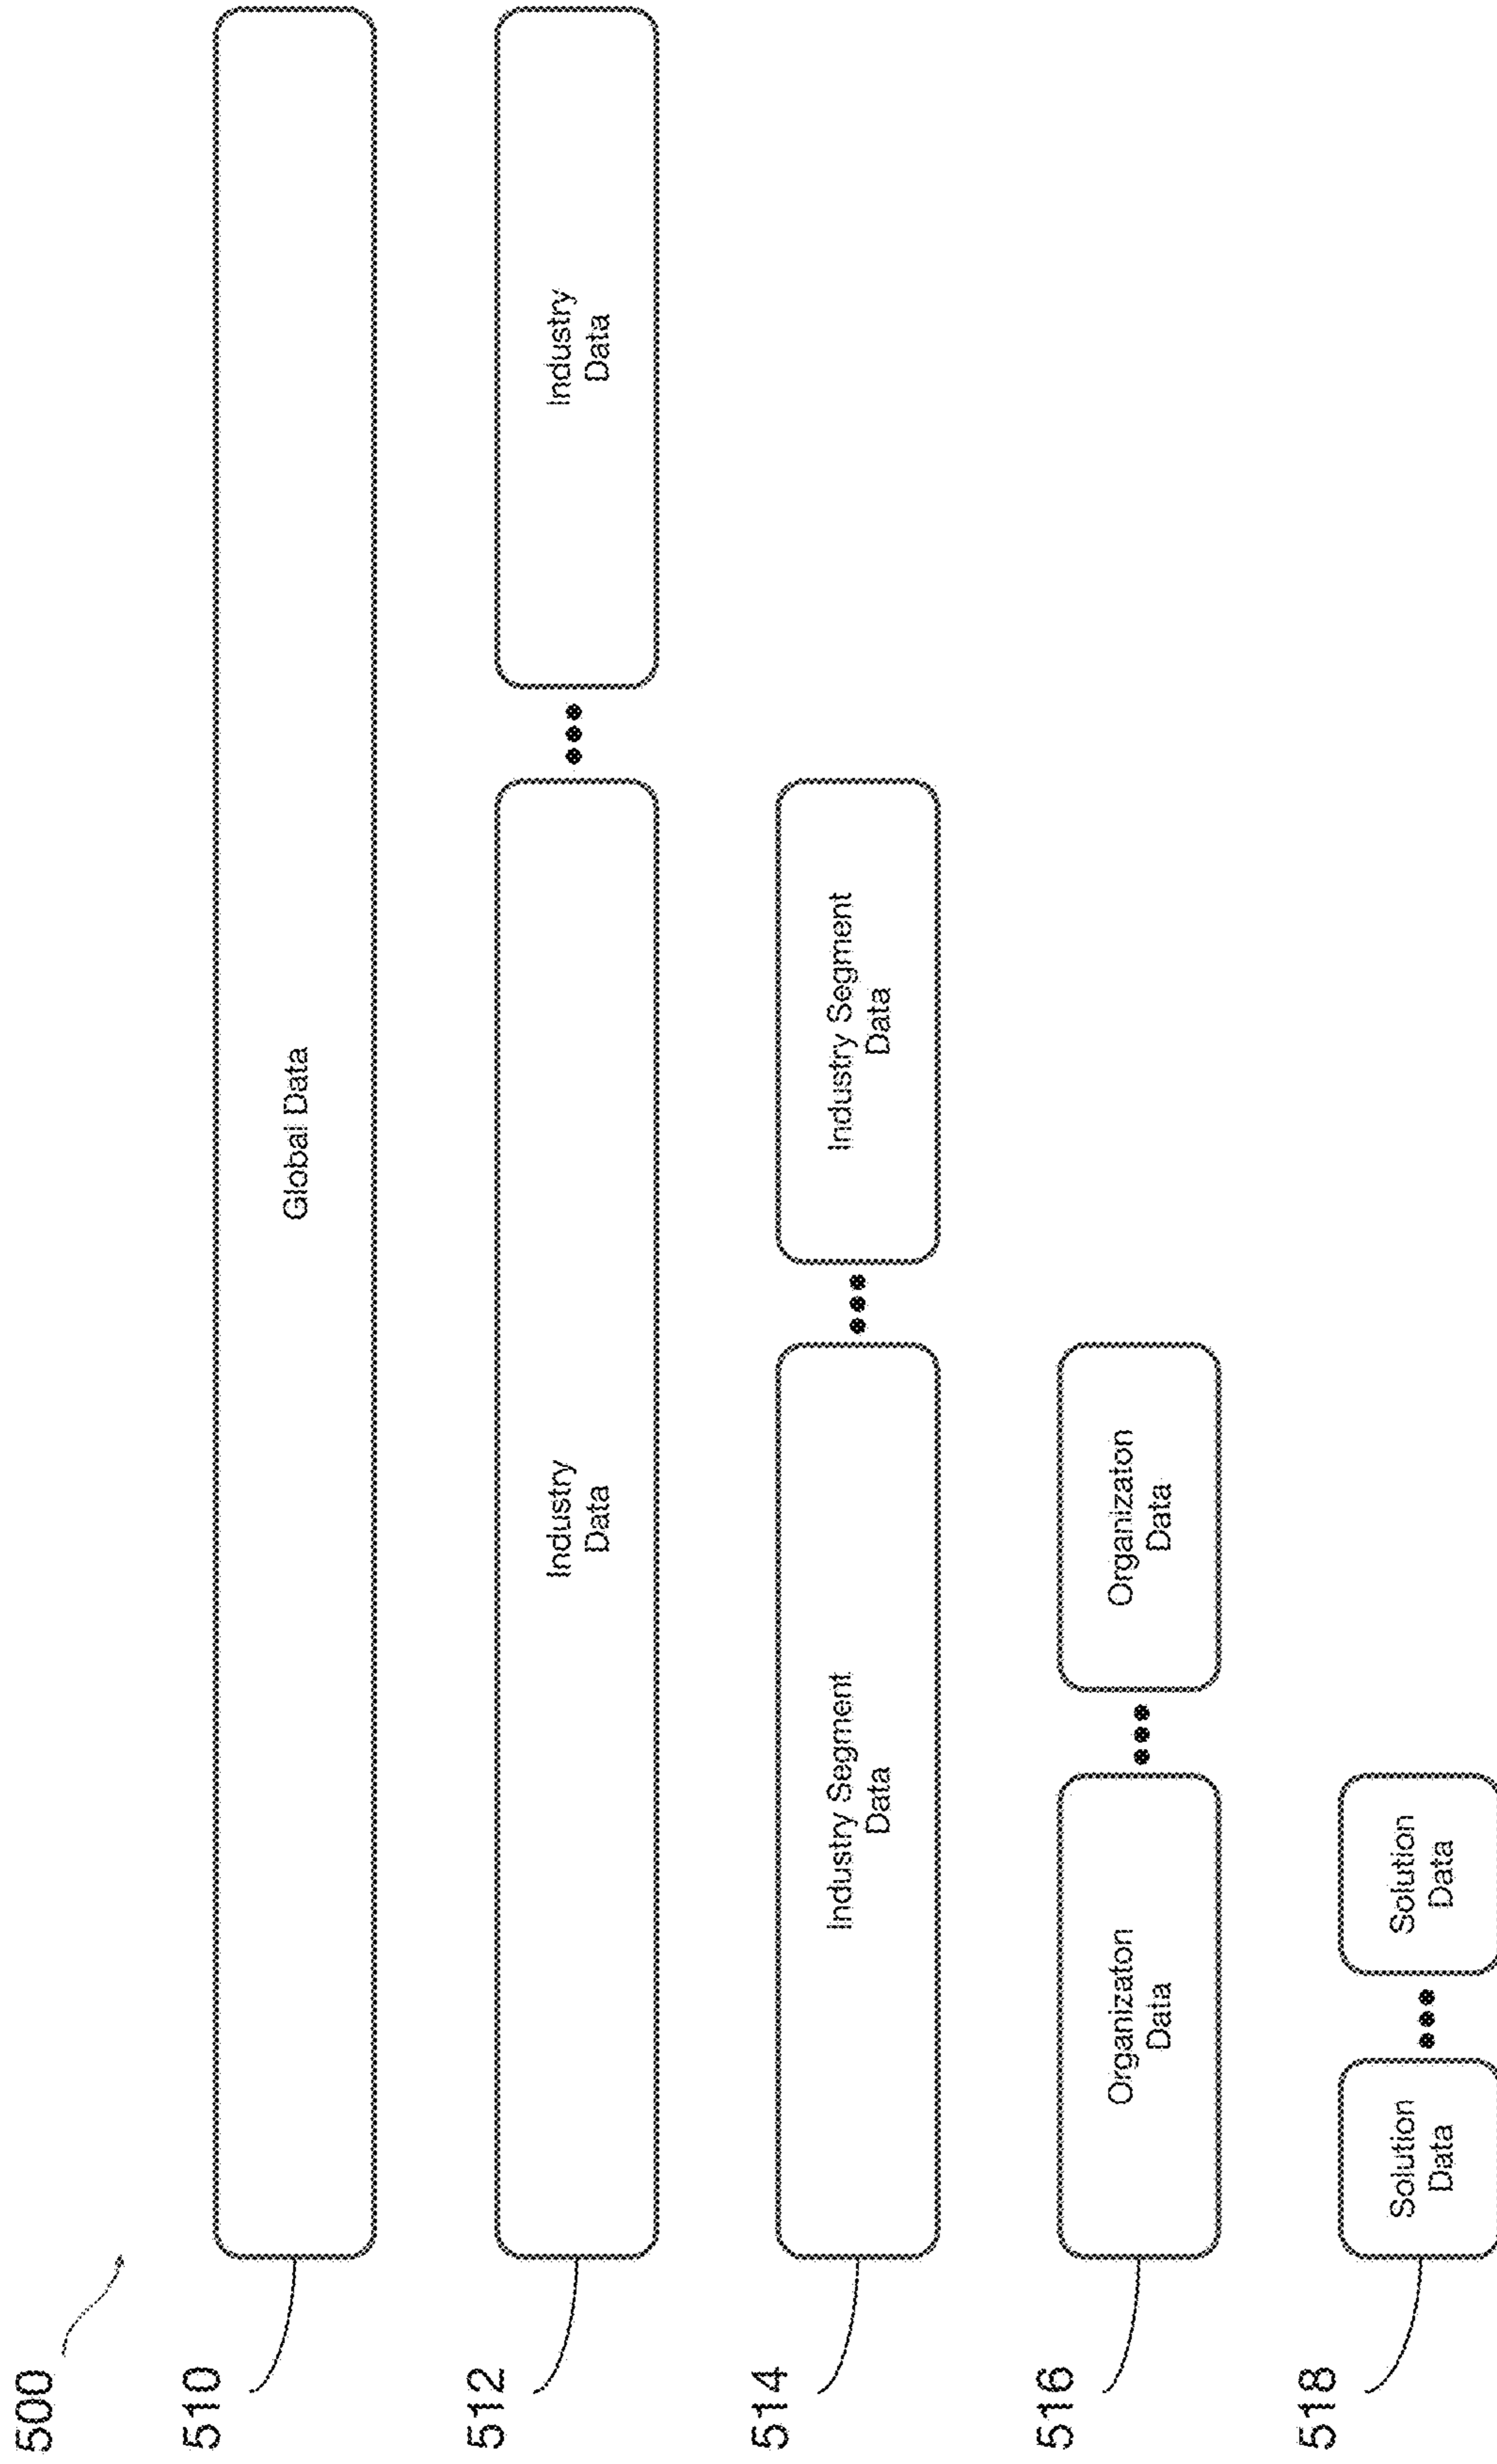 500
510
Global Data
512
Industry
Data
Industry
Data
514
Industry Segment
Data
Industry Segment
Data
516
Organizaton
Data
Organizaton
Data
518
Solution
Data
Solution
Data